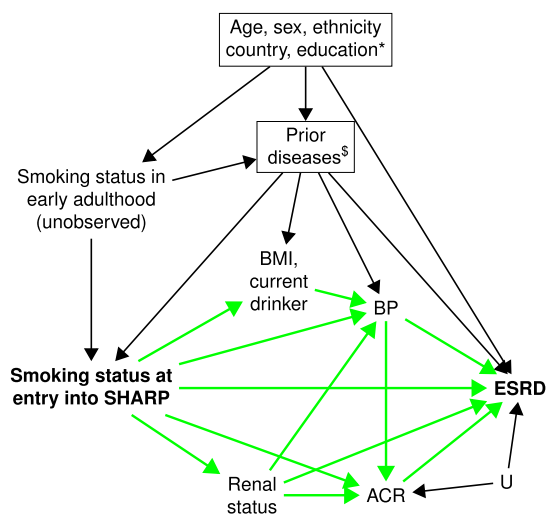 Age, sex, ethnicity
country, education*
Prior
diseases$
Smoking status in
early adulthood
(unobserved)
BMI,
current
drinker
BP
Smoking status at
entry into SHARP
ESRD
Renal
status
ACR
U